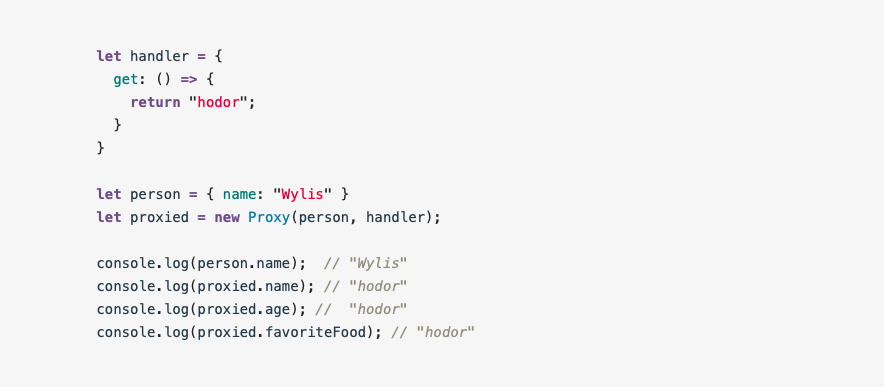 let handler = {
  get: () => {
    return "hodor";
  }
}

let person = { name: "Wylis" }
let proxied = new Proxy(person, handler);

console.log(person.name);  // "Wylis"
console.log(proxied.name); // "hodor"
console.log(proxied.age); //  "hodor"
console.log(proxied.favoriteFood); // "hodor"